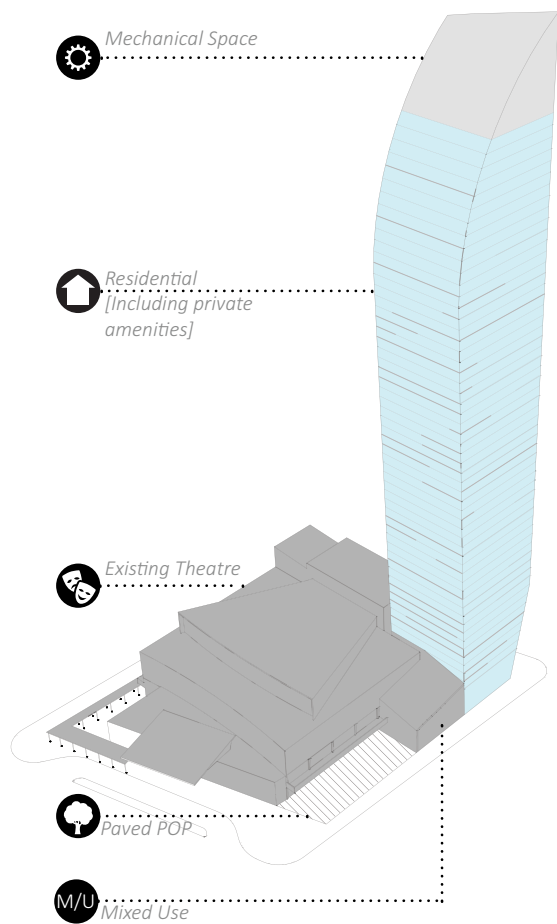 Mechanical Space
Residential
[Including private
amenities]
Existing Theatre
Paved POP
M/U
Mixed Use